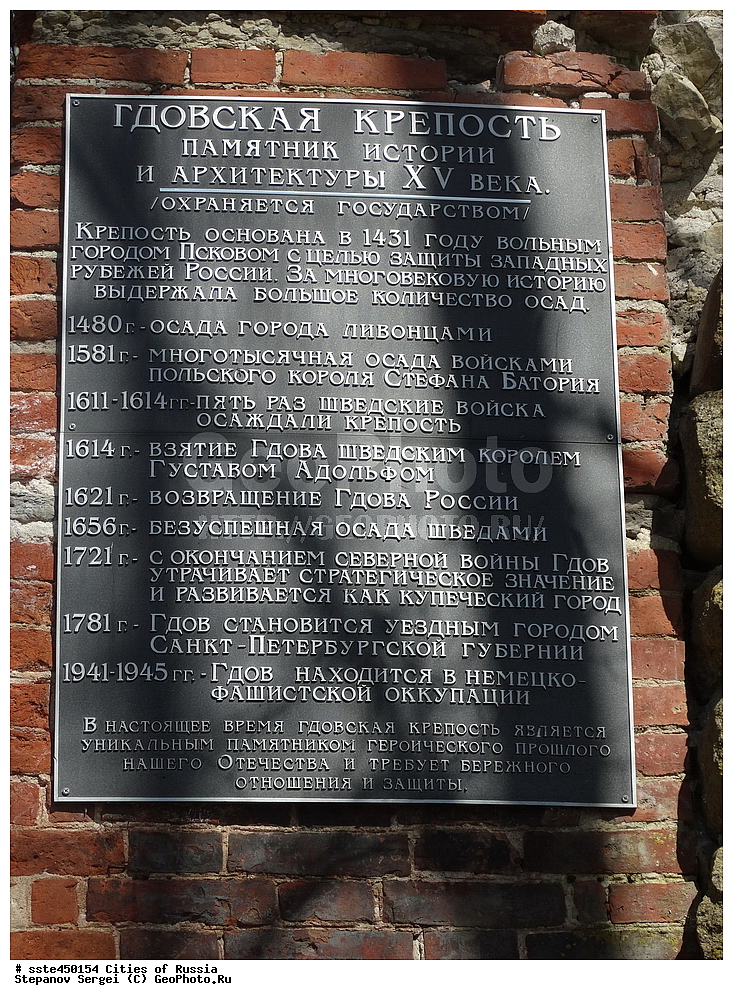 ГДОВСКАЯ КРЕПОСТЬ
ПАМЯТНИК ИСТОРИИ
И АРХИТЕКТУРЫ XV ВЕКА.
/ОХРАНЯЕТСЯ ГОСУДАРСТВОМ/
КРЕПОСТЬ ОСНОВАНА В 1431 ГОДУ ВОЛЬНЫМ
ГОРОДОМ ПСКОВОМ С ЦЕЛЬЮ ЗАЩИТЫ ЗАПАДНЫХ
РУБЕЖЕЙ РОССИИ. ЗА МНОГОВЕКОВУЮ ИСТОРИЮ
ВЫДЕРЖАЛА БОЛЬШОЕ КОЛИЧЕСТВО ОСАД.
1480 г. - ОСАДА ГОРОДА ЛИВОНЦАМИ
1581 г. - МНОГОТЫСЯЧНАЯ ОСАДА ВОЙСКАМИ
ПОЛЬСКОГО КОРОЛЯ СТЕФАНА БАТОРИЯ
1611-1614 гг. - ПЯТЬ РАЗ ШВЕДСКИЕ ВОЙСКА
ОСАЖДАЛИ КРЕПОСТЬ
1614 г. - ВЗЯТИЕ ГДОВА ШВЕДСКИМ КОРОЛЕМ
ГУСТАВОМ АДОЛЬФОМ
1621 г. - ВОЗВРАЩЕНИЕ ГДОВА РОССИИ
1656 г. - БЕЗУСПЕШНАЯ ОСАДА ШВЕДАМИ
1721 г. - С ОКОНЧАНИЕМ СЕВЕРНОЙ ВОЙНЫ ГДОВ
УТРАЧИВАЕТ СТРАТЕГИЧЕСКОЕ ЗНАЧЕНИЕ
И РАЗВИВАЕТСЯ КАК КУПЕЧЕСКИЙ ГОРОД
1781 г. - ГДОВ СТАНОВИТСЯ УЕЗДНЫМ ГОРОДОМ
САНКТ-ПЕТЕРБУРГСКОЙ ГУБЕРНИИ
1941-1945 гг. - ГДОВ НАХОДИТСЯ В НЕМЕЦКО-
ФАШИСТСКОЙ ОККУПАЦИИ
В НАСТОЯЩЕЕ ВРЕМЯ ГДОВСКАЯ КРЕПОСТЬ ЯВЛЯЕТСЯ
УНИКАЛЬНЫМ ПАМЯТНИКОМ ГЕРОИЧЕСКОГО ПРОШЛОГО
НАШЕГО ОТЕЧЕСТВА И ТРЕБУЕТ БЕРЕЖНОГО
ОТНОШЕНИЯ И ЗАЩИТЫ.
GeoPhoto
HTTP://GEOPHOTO.RU/
# sste450154 Cities of Russia
Stepanov Sergei (C) GeoPhoto.Ru